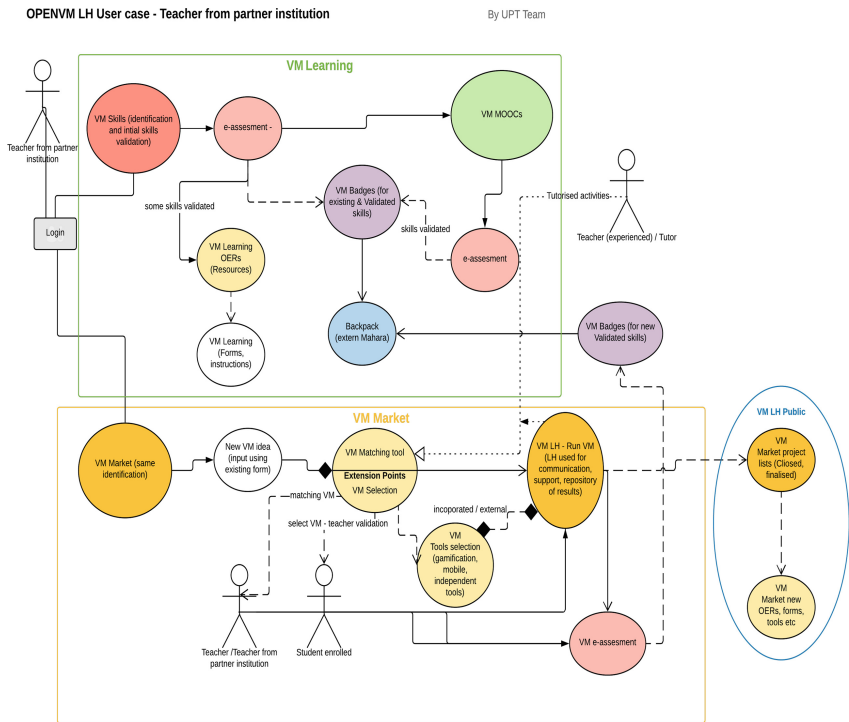 OPENVM LH User case - Teacher from partner institution
By UPT Team
VM Learning
Teacher from partner
institution
VM Skills (identification
and intial skills
validation)
e-assesment -
VM MOOCs
some skills validated
VM Badges (for
existing & Validated
skills)
skills validated
Tutorised activities
Teacher (experienced) / Tutor
Login
VM Learning
OERs
(Resources)
e-assesment
VM Learning
(Forms,
instructions)
Backpack
(extern Mahara)
VM Badges (for new
Validated skills)
VM Market
VM LH Public
VM Market (same
identification)
New VM idea
(input using
existing form)
VM Matching tool
Extension Points
VM Selection
VM LH - Run VM
(LH used for
communication,
support, repository
of results)
VM
Market project
lists (Cliosed,
finalised)
matching VM
select VM - teacher validation
incoporated / external
VM
Tools selection
(gamification,
mobile,
independent
tools)
VM
Market new
OERs, forms,
tools etc
Teacher /Teacher from
partner institution
Student enrolled
VM e-assesment